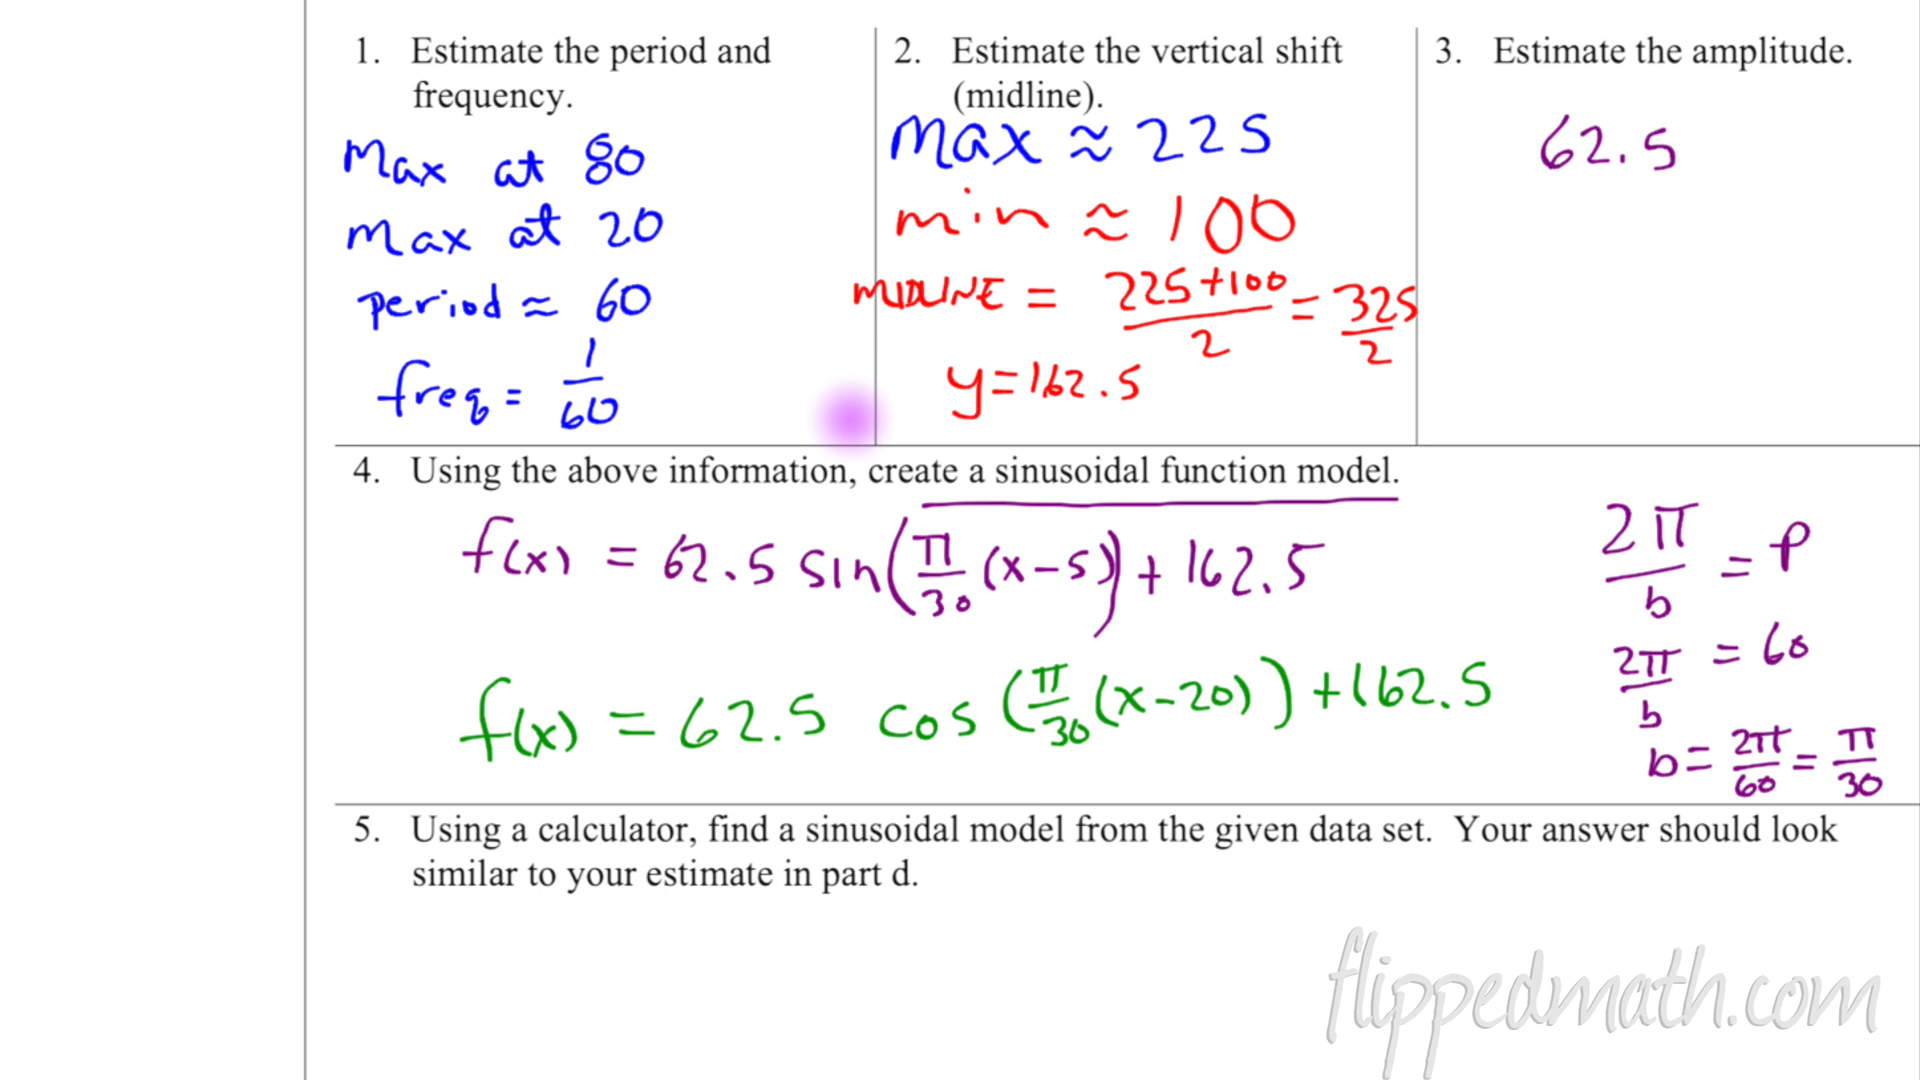 1. Estimate the period and
frequency.
Max at 80
Max at 20
period ≈ 60
freq = 1/60
2. Estimate the vertical shift
(midline).
Max ≈ 225
min ≈ 100
MIDLINE = (225+100)/2 = 325/2
y=162.5
3. Estimate the amplitude.
62.5
4. Using the above information, create a sinusoidal function model.
f(x) = 62.5 sin(π/30 (x-5)) + 162.5
f(x) = 62.5 cos (π/30 (x-20)) + 162.5
2π/b = P
2π/b = 60
b = 2π/60 = π/30
5. Using a calculator, find a sinusoidal model from the given data set. Your answer should look
similar to your estimate in part d.
flippedmath.com